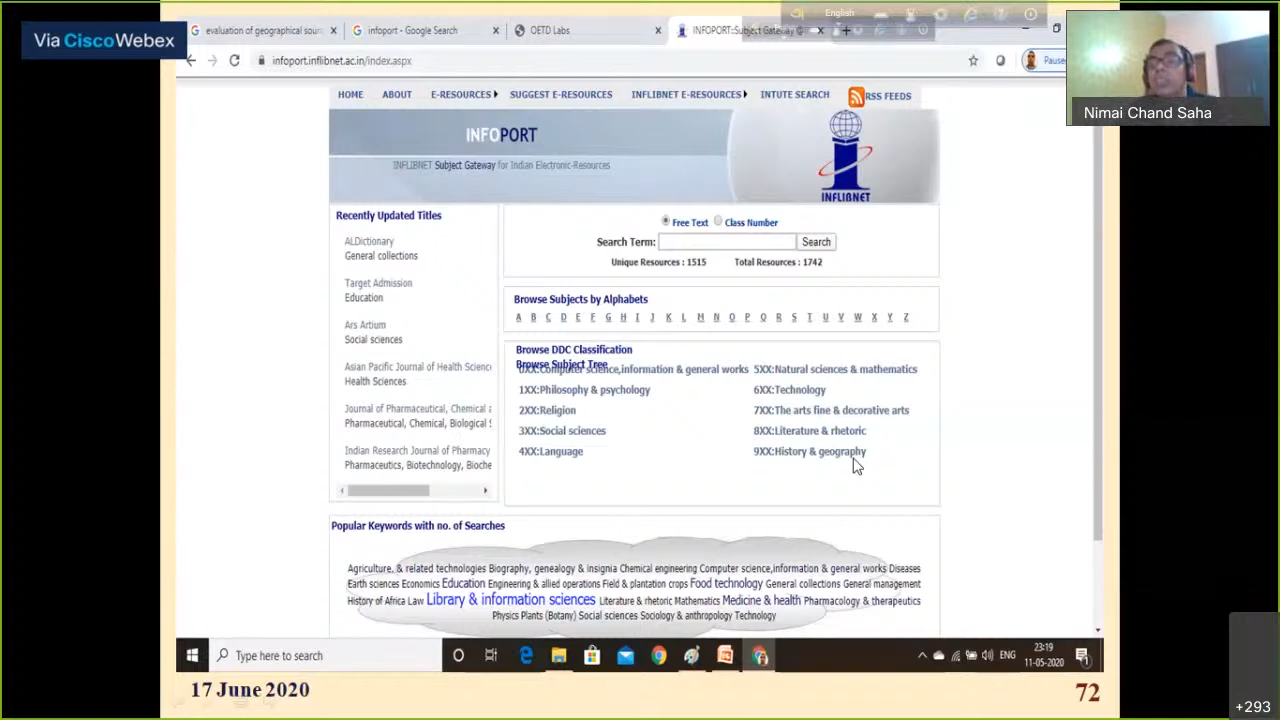 Via CiscoWebex
evaluation of geographical sour
infoport - Google Search
OETD Labs
INFOPORT::Subject Gateway @
English
infoport.inflibnet.ac.in/index.aspx
Pause
Nimai Chand Saha
HOME ABOUT E-RESOURCES SUGGEST E-RESOURCES INFLIBNET E-RESOURCES INTUTE SEARCH RSS FEEDS
INFOPORT
INFLIBNET Subject Gateway for Indian Electronic-Resources
INFLIBNET
Recently Updated Titles
ALDictionary
General collections
Target Admission
Education
Ars Artium
Social sciences
Asian Pacific Journal of Health Science
Health Sciences
Journal of Pharmaceutical, Chemical a
Pharmaceutical, Chemical, Biological S
Indian Research Journal of Pharmacy
Pharmaceutics, Biotechnology, Bioche
Free Text Class Number
Search Term: Search
Unique Resources : 1515 Total Resources : 1742
Browse Subjects by Alphabets
A B C D E F G H I J K L M N O P Q R S T U V W X Y Z
Browse DDC Classification
Browse Subject Tree
0XX:Computer science,information & general works 5XX:Natural sciences & mathematics
1XX:Philosophy & psychology 6XX:Technology
2XX:Religion 7XX:The arts fine & decorative arts
3XX:Social sciences 8XX:Literature & rhetoric
4XX:Language 9XX:History & geography
Popular Keywords with no. of Searches
Agriculture, & related technologies Biography, genealogy & insignia Chemical engineering Computer science,information & general works Diseases
Earth sciences Economics Education Engineering & allied operations Field & plantation crops Food technology General collections General management
History of Africa Law Library & information sciences Literature & rhetoric Mathematics Medicine & health Pharmacology & therapeutics
Physics Plants (Botany) Social sciences Sociology & anthropology Technology
Type here to search
ENG
23:19
11-05-2020
1
17 June 2020
72
+293